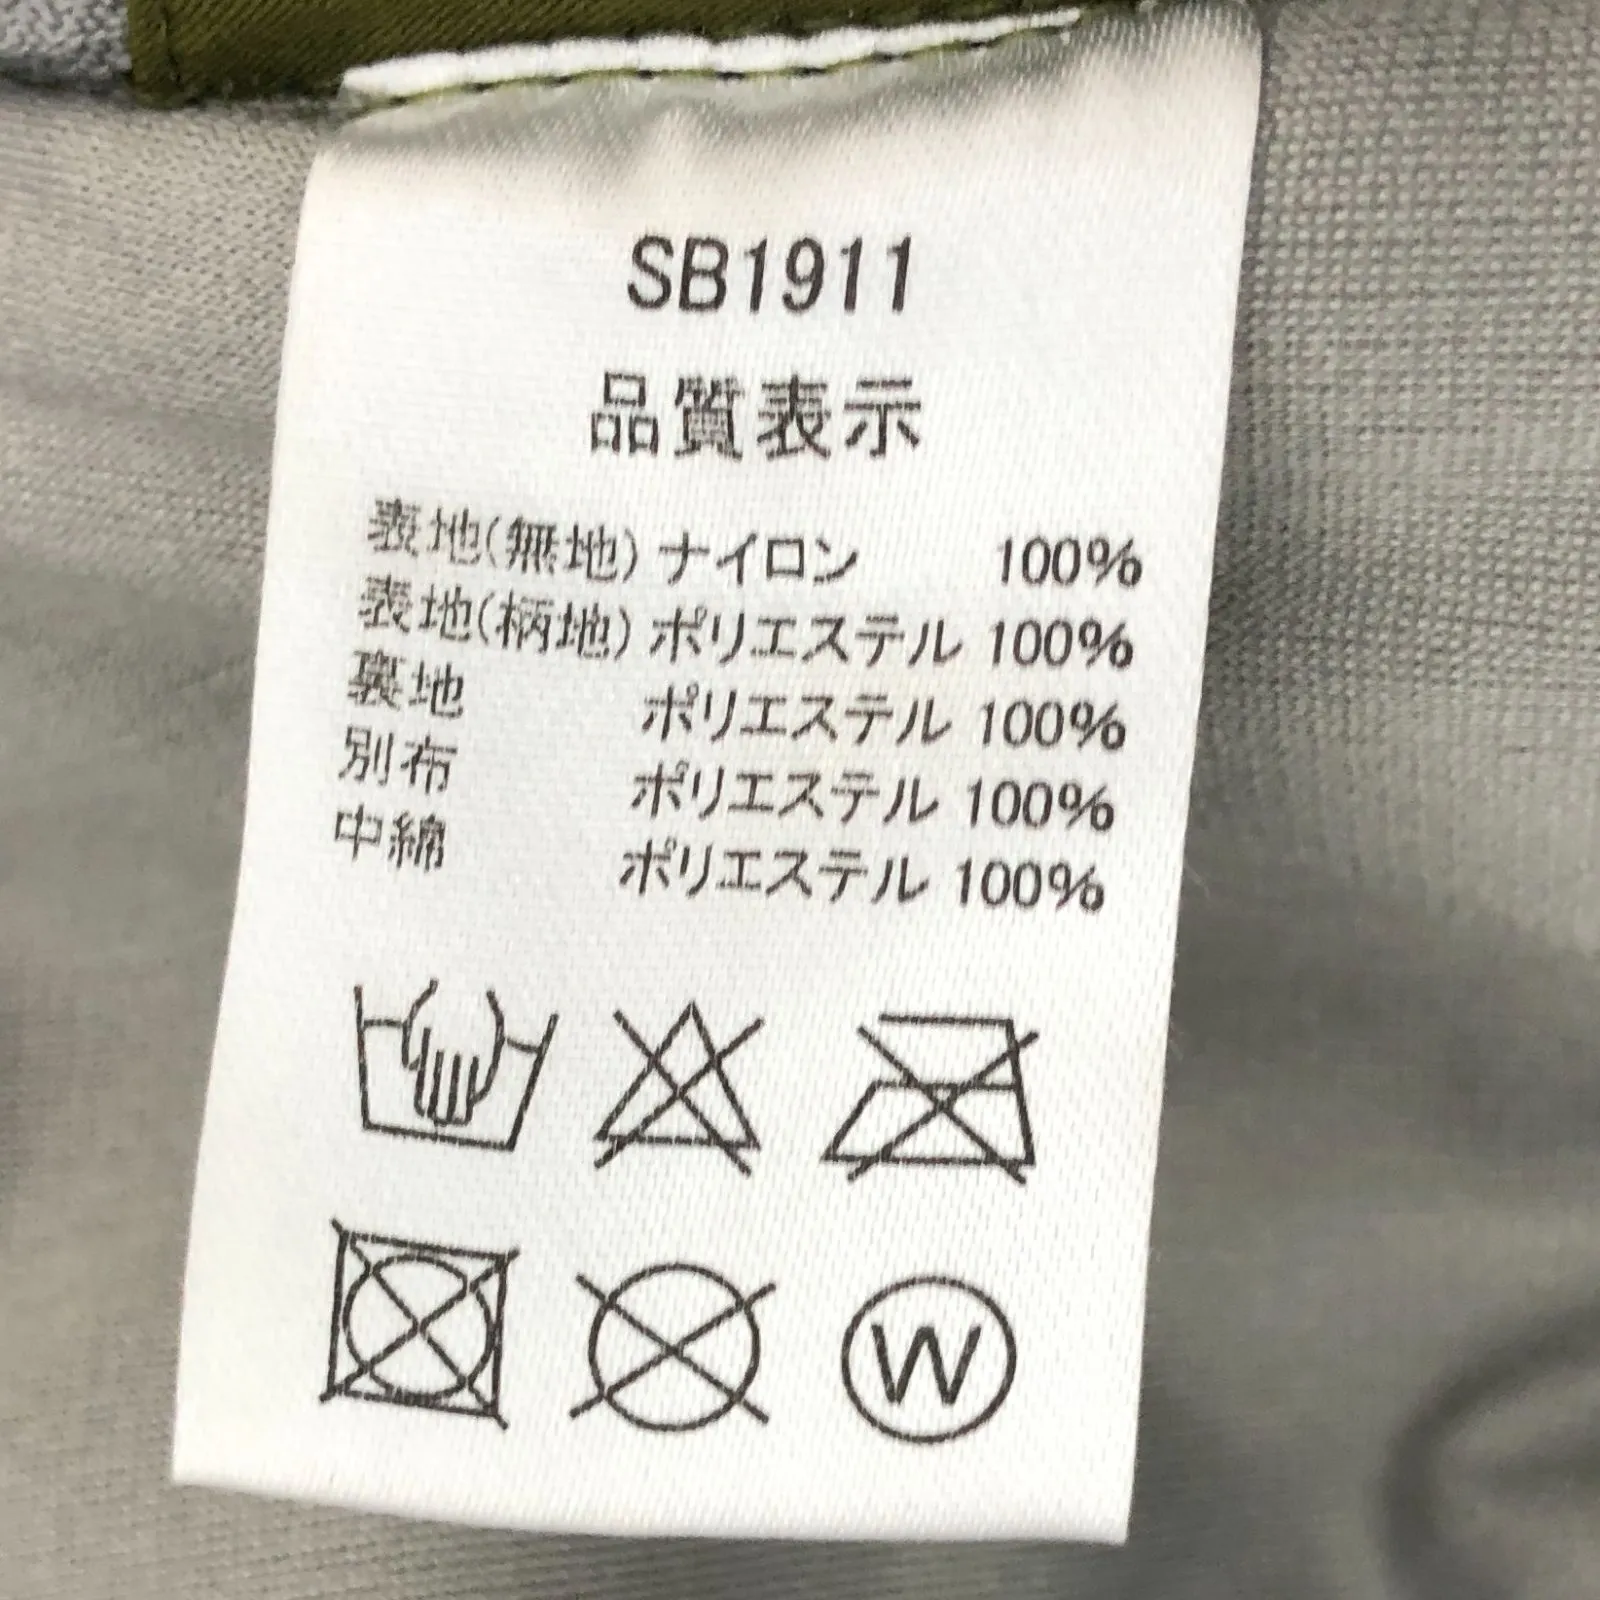 SB1911
品質表示
表地(無地) ナイロン 100%
表地(柄地) ポリエステル 100%
裏地 ポリエステル 100%
別布 ポリエステル 100%
中綿 ポリエステル 100%
W